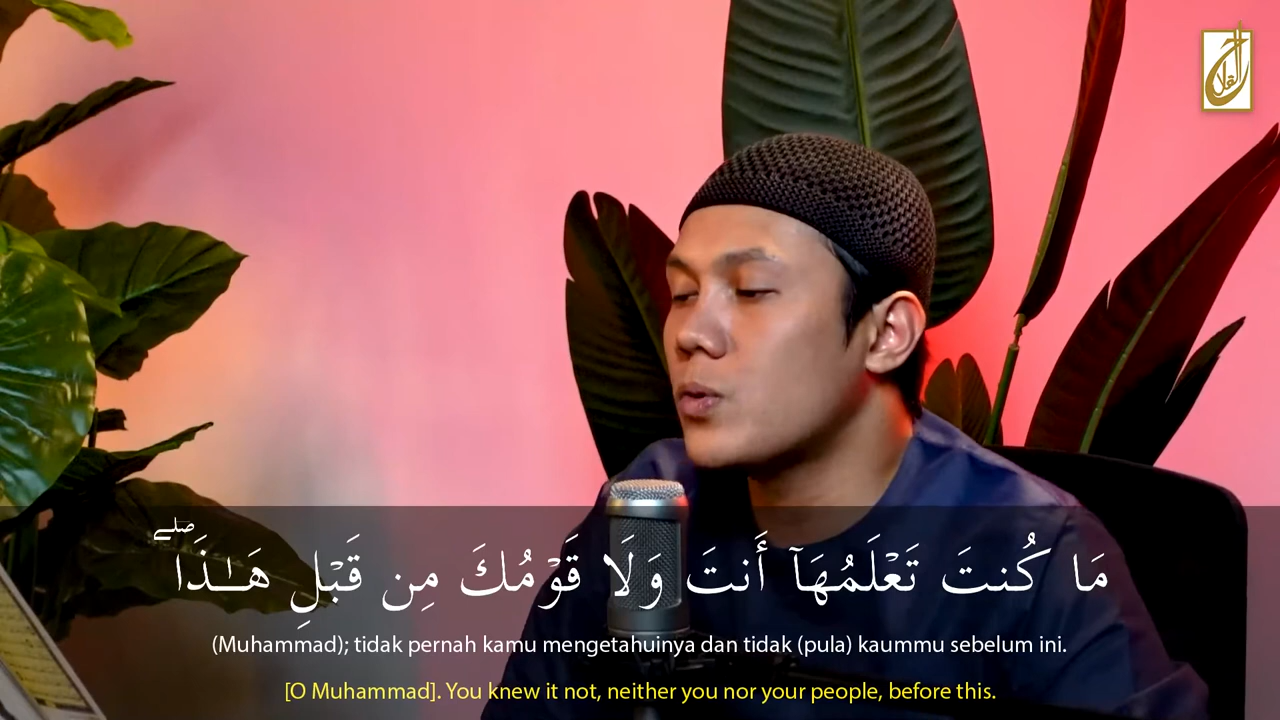 مَا كُنتَ تَعْلَمُهَآ أَنتَ وَلَا قَوْمُكَ مِن قَبْلِ هَـٰذَاۖ
(Muhammad); tidak pernah kamu mengetahuinya dan tidak (pula) kaummu sebelum ini.
[O Muhammad]. You knew it not, neither you nor your people, before this.